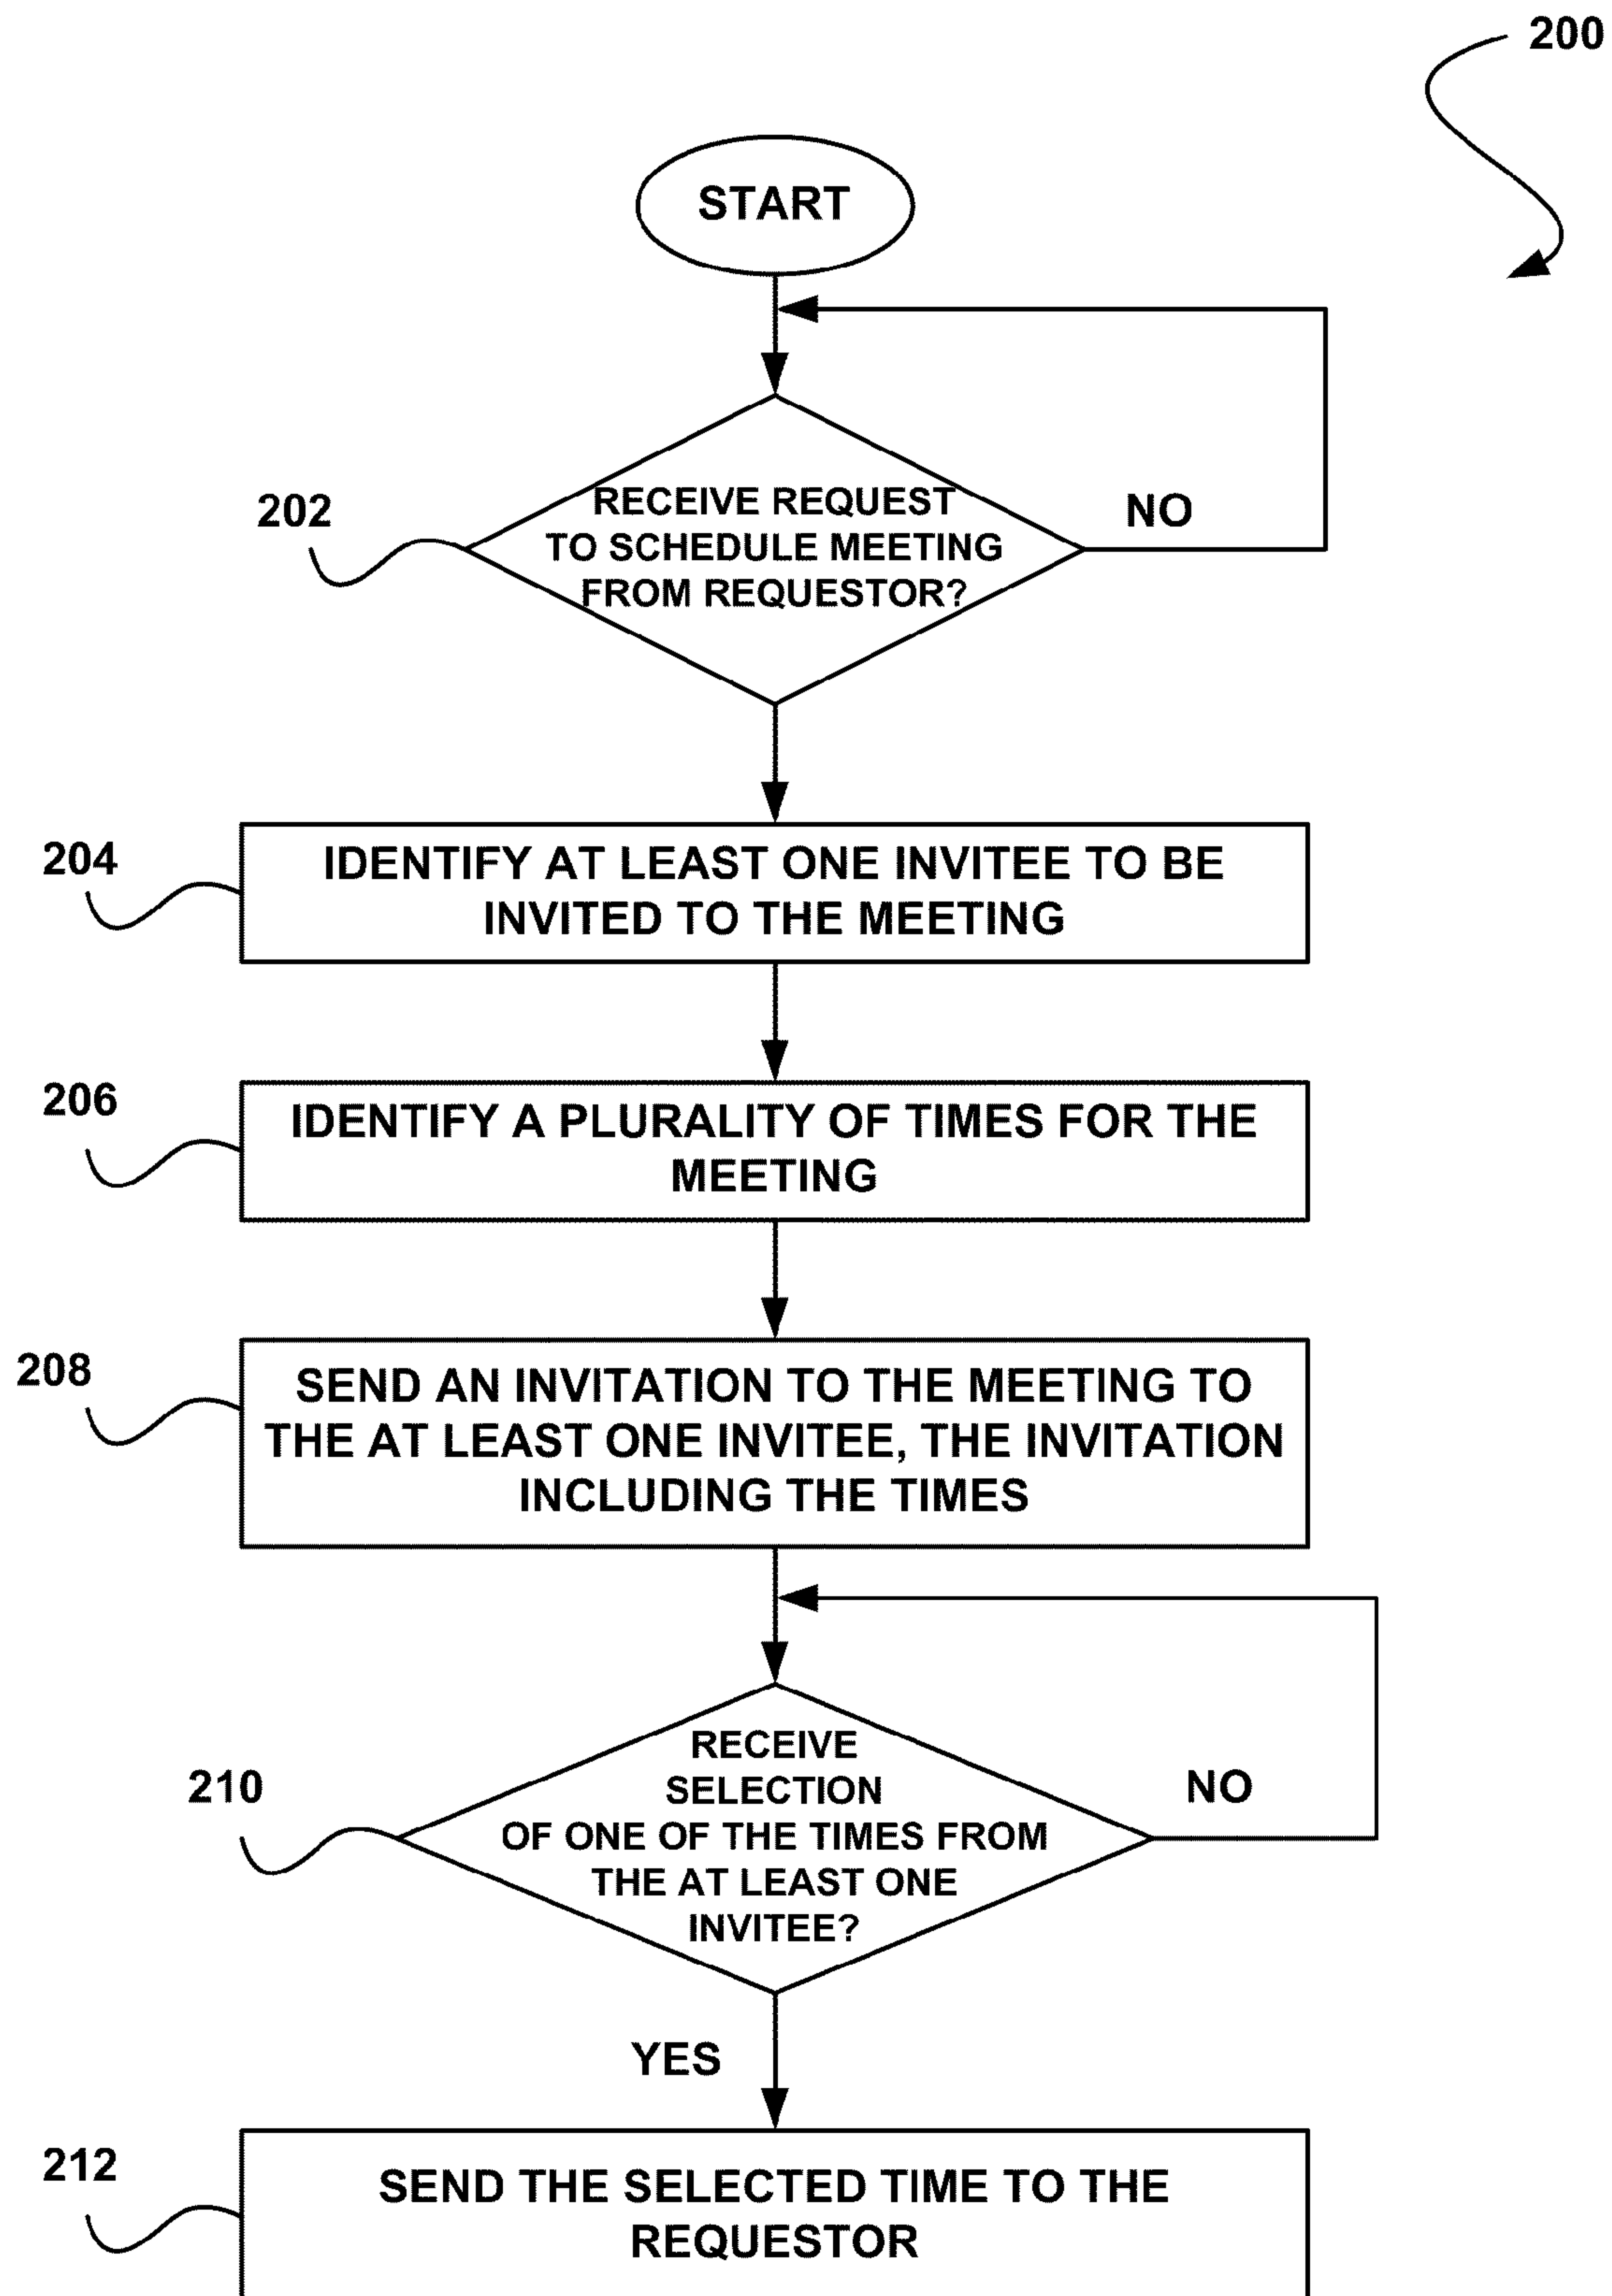 200
START
202
RECEIVE REQUEST
TO SCHEDULE MEETING
FROM REQUESTOR?
NO
204
IDENTIFY AT LEAST ONE INVITEE TO BE
INVITED TO THE MEETING
206
IDENTIFY A PLURALITY OF TIMES FOR THE
MEETING
208
SEND AN INVITATION TO THE MEETING TO
THE AT LEAST ONE INVITEE, THE INVITATION
INCLUDING THE TIMES
210
RECEIVE
SELECTION
OF ONE OF THE TIMES FROM
THE AT LEAST ONE
INVITEE?
NO
YES
212
SEND THE SELECTED TIME TO THE
REQUESTOR